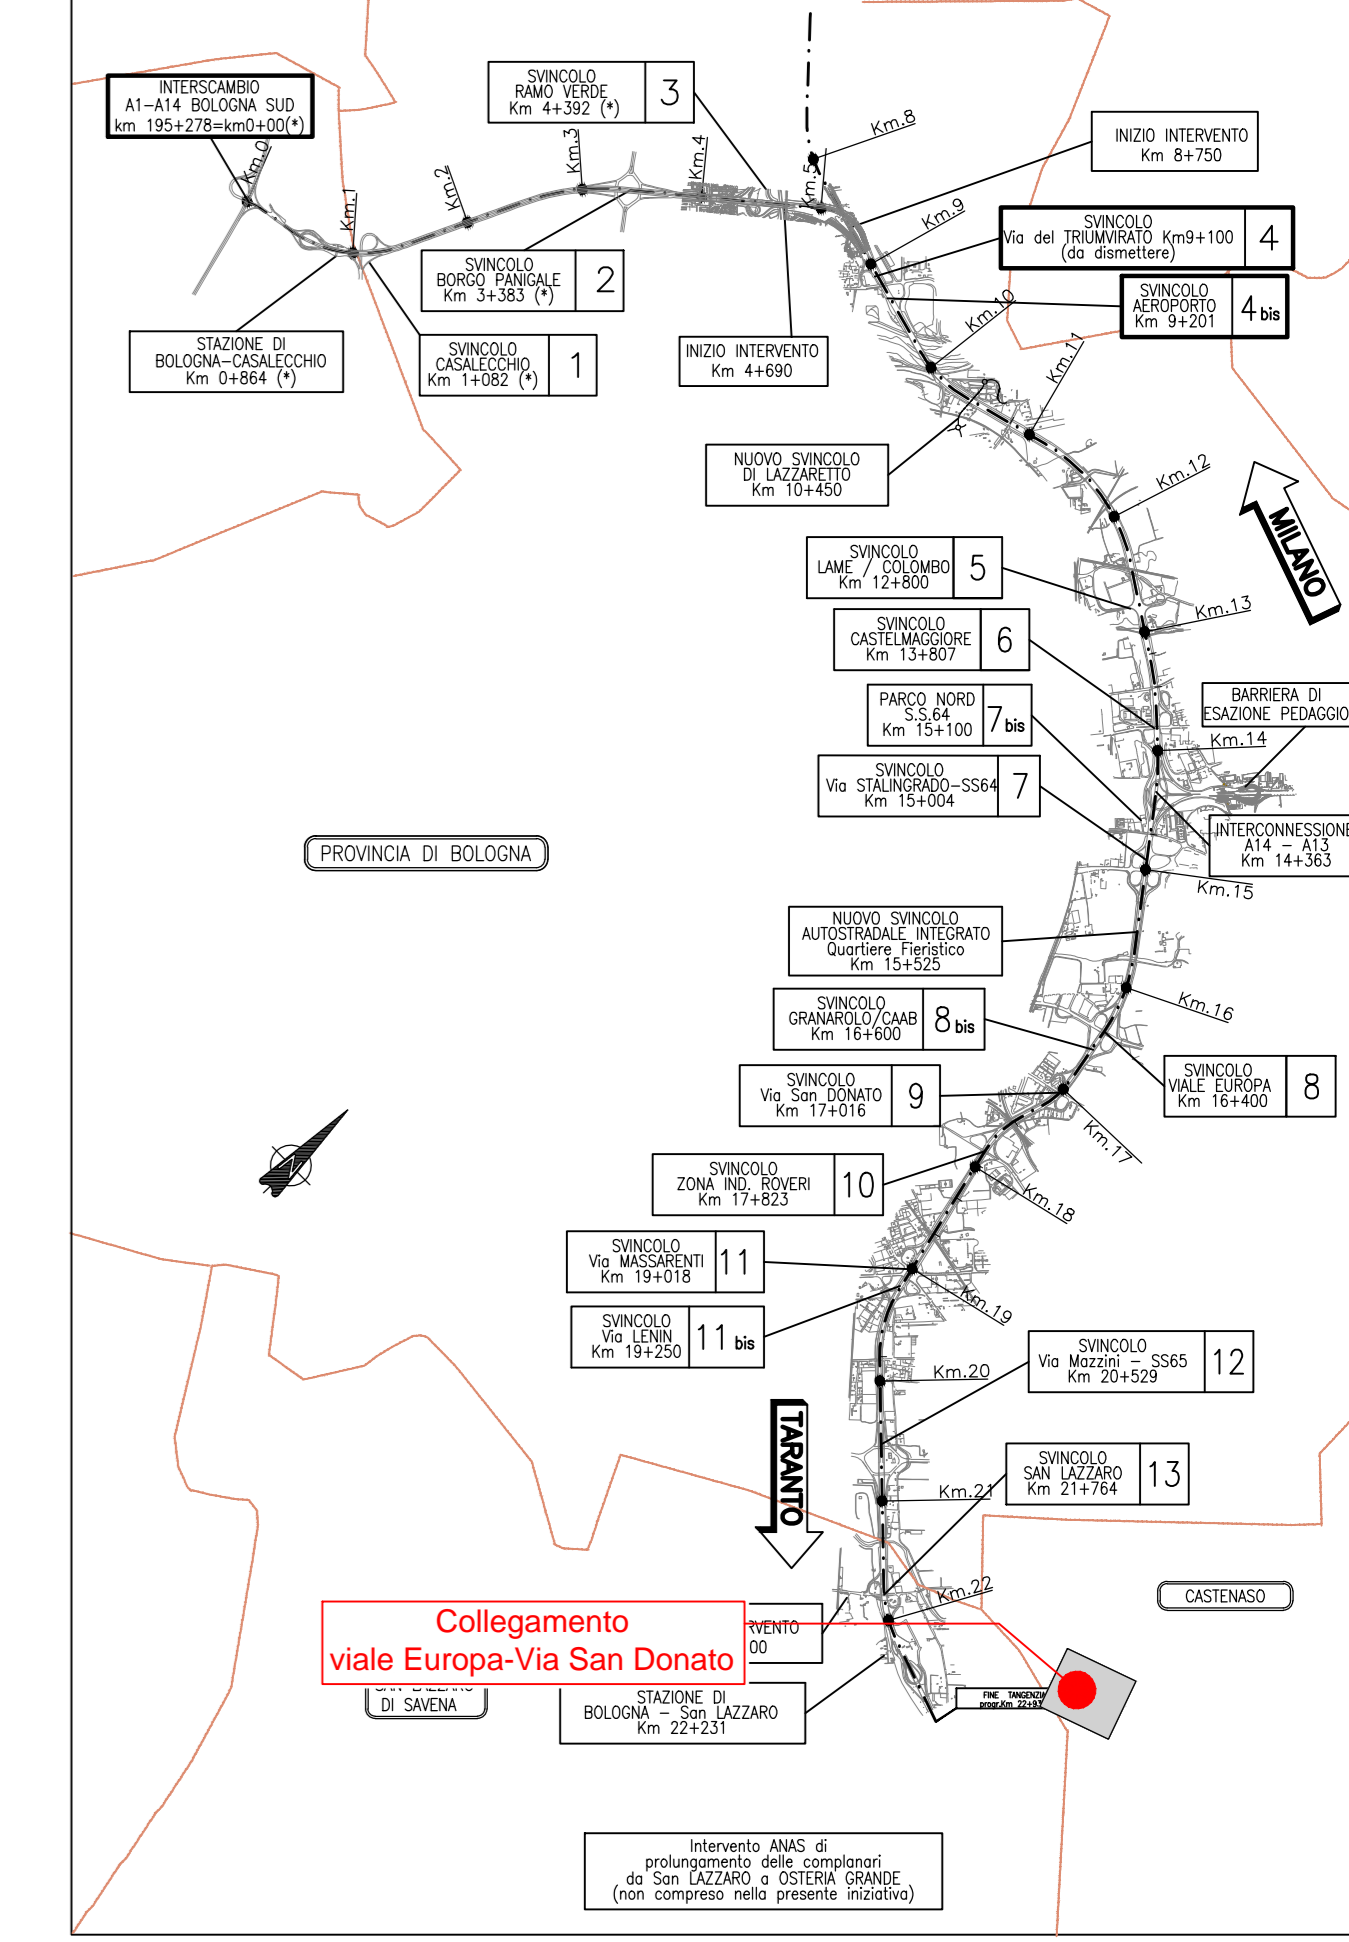 INTERSCAMBIO
A1-A14 BOLOGNA SUD
km 195+278=km0+00(*)
SVINCOLO
RAMO VERDE
Km 4+392 (*)
3
Km.0
Km.1
Km.2
Km.3
Km.4
Km.5
Km.8
INIZIO INTERVENTO
Km 8+750
Km.9
SVINCOLO
Via del TRIUMVIRATO Km9+100
(da dismettere)
4
SVINCOLO
BORGO PANIGALE
Km 3+383 (*)
2
SVINCOLO
AEROPORTO
Km 9+201
4 bis
STAZIONE DI
BOLOGNA-CASALECCHIO
Km 0+864 (*)
SVINCOLO
CASALECCHIO
Km 1+082 (*)
1
INIZIO INTERVENTO
Km 4+690
Km.10
Km.11
NUOVO SVINCOLO
DI LAZZARETTO
Km 10+450
Km.12
MILANO
SVINCOLO
LAME / COLOMBO
Km 12+800
5
Km.13
SVINCOLO
CASTELMAGGIORE
Km 13+807
6
PARCO NORD
S.S.64
Km 15+100
7 bis
BARRIERA DI
ESAZIONE PEDAGGIO
Km.14
SVINCOLO
Via STALINGRADO-SS64
Km 15+004
7
INTERCONNESSIONE
A14 - A13
Km 14+363
PROVINCIA DI BOLOGNA
Km.15
NUOVO SVINCOLO
AUTOSTRADALE INTEGRATO
Quartiere Fieristico
Km 15+525
Km.16
SVINCOLO
GRANAROLO/CAAB
Km 16+600
8 bis
SVINCOLO
VIALE EUROPA
Km 16+400
8
SVINCOLO
Via San DONATO
Km 17+016
9
Km.17
N
SVINCOLO
ZONA IND. ROVERI
Km 17+823
10
Km.18
SVINCOLO
Via MASSARENTI
Km 19+018
11
Km.19
SVINCOLO
Via LENIN
Km 19+250
11 bis
SVINCOLO
Via Mazzini - SS65
Km 20+529
12
Km.20
TARANTO
SVINCOLO
SAN LAZZARO
Km 21+764
13
Km.21
Km.22
CASTENASO
Collegamento
viale Europa-Via San Donato
RVENTO
00
SAN LAZZARO
DI SAVENA
STAZIONE DI
BOLOGNA - San LAZZARO
Km 22+231
FINE TANGENZIA
progr.Km 22+93
Intervento ANAS di
prolungamento delle complanari
da San LAZZARO a OSTERIA GRANDE
(non compreso nella presente iniziativa)